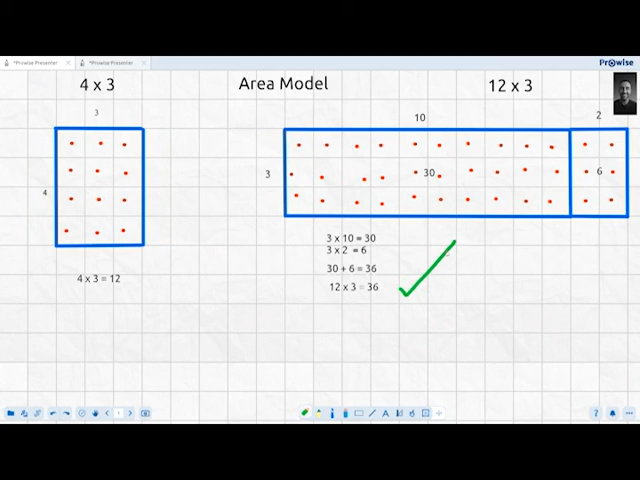 *Prowise Presenter
*Prowise Presenter
Prowise
4 x 3
Area Model
12 x 3
3
10
2
4
3
30
6
3 x 10 = 30
3 x 2 = 6
30 + 6 = 36
12 x 3 = 36
4 x 3 = 12